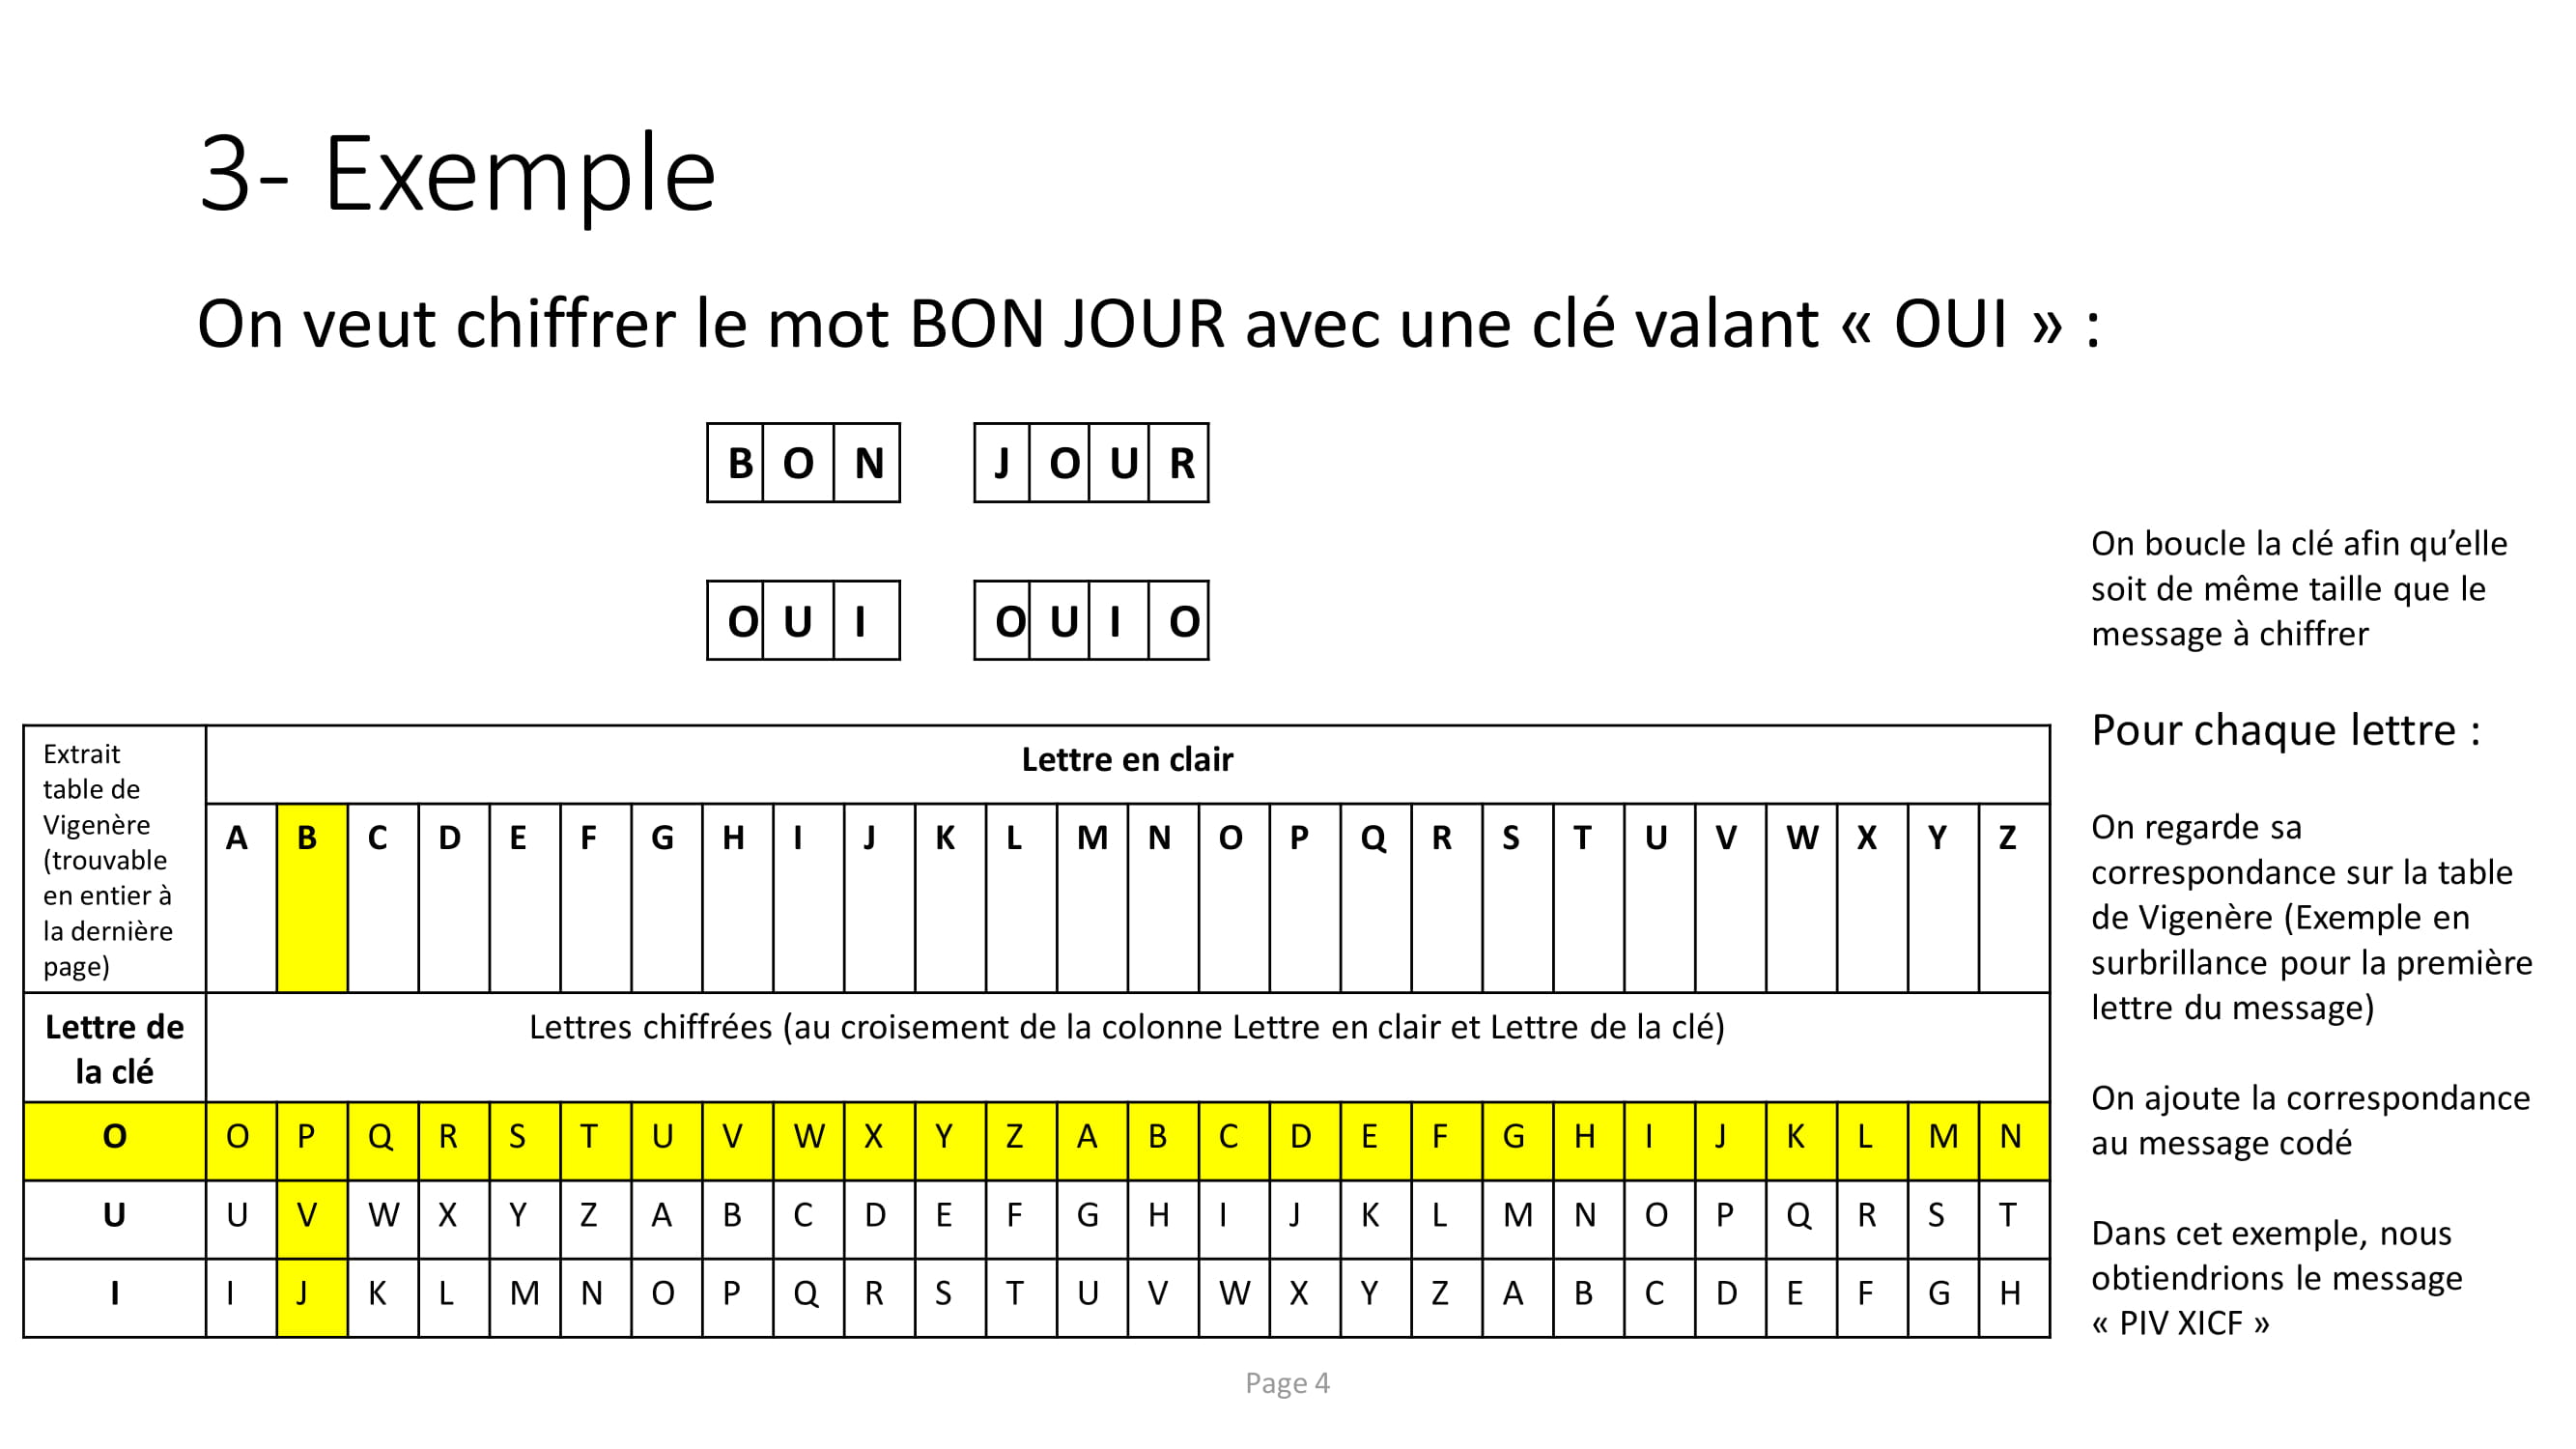 3- Exemple
On veut chiffrer le mot BON JOUR avec une clé valant « OUI » :
B O N J O U R
O U I O U I O
On boucle la clé afin qu’elle
soit de même taille que le
message à chiffrer
Pour chaque lettre :
On regarde sa
correspondance sur la table
de Vigenère (Exemple en
surbrillance pour la première
lettre du message)
On ajoute la correspondance
au message codé
Dans cet exemple, nous
obtiendrions le message
« PIV XICF »
Extrait
table de
Vigenère
(trouvable
en entier à
la dernière
page)
Lettre en clair
A B C D E F G H I J K L M N O P Q R S T U V W X Y Z
Lettre de
la clé
Lettres chiffrées (au croisement de la colonne Lettre en clair et Lettre de la clé)
O O P Q R S T U V W X Y Z A B C D E F G H I J K L M N
U U V W X Y Z A B C D E F G H I J K L M N O P Q R S T
I I J K L M N O P Q R S T U V W X Y Z A B C D E F G H
Page 4